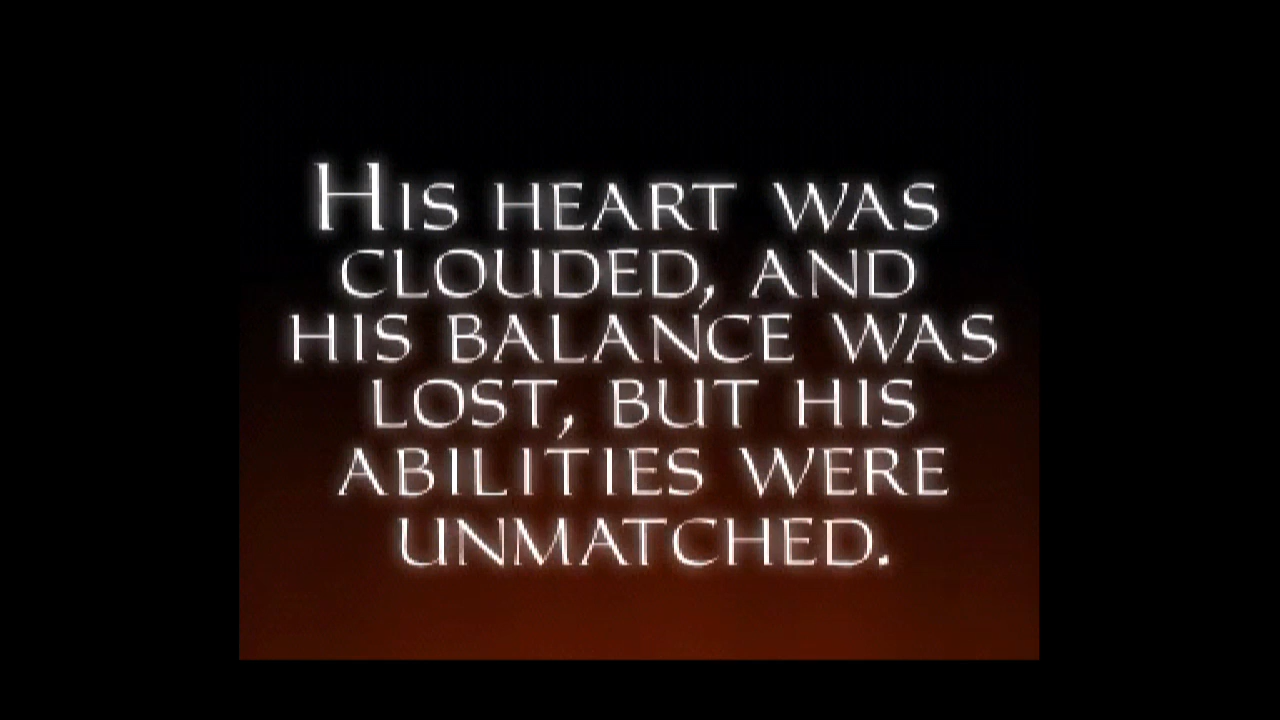 HIS HEART WAS
CLOUDED, AND
HIS BALANCE WAS
LOST, BUT HIS
ABILITIES WERE
UNMATCHED.